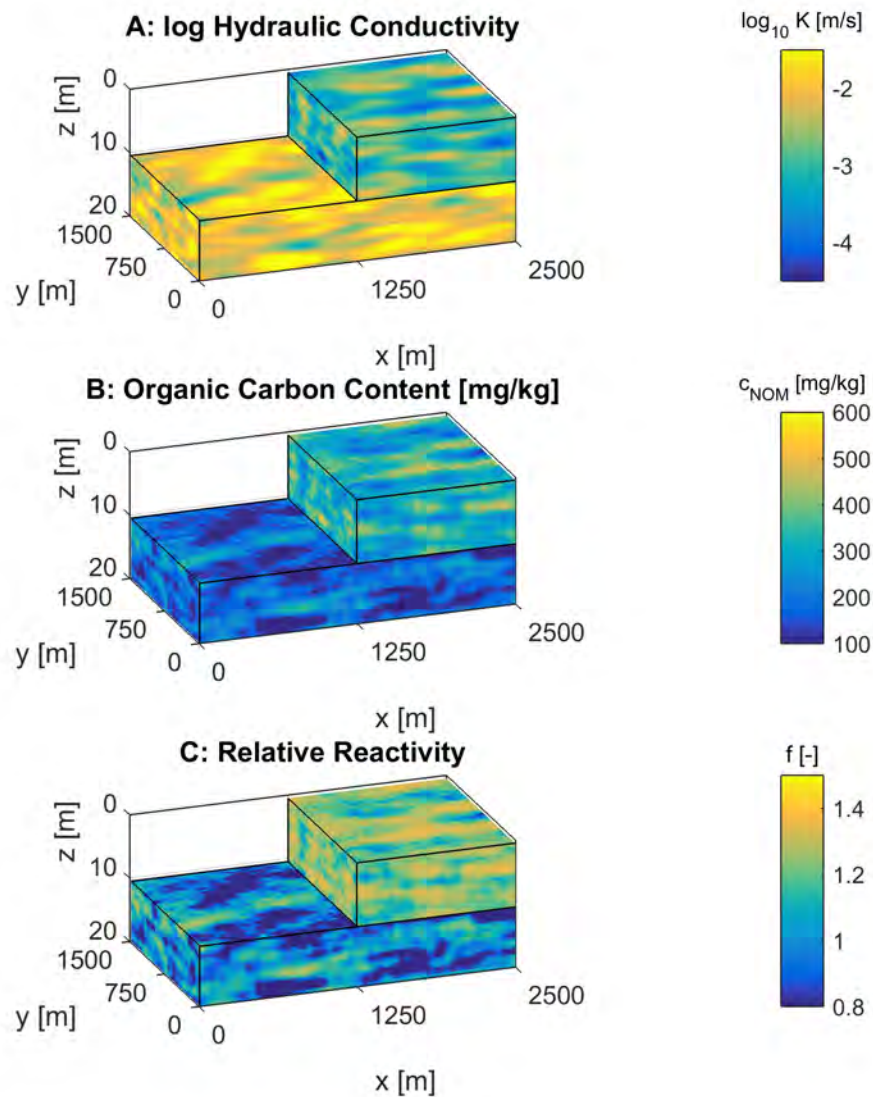 A: log Hydraulic Conductivity
log₁₀ K [m/s]
z [m]
0
10
20
1500
750
0
y [m]
0
1250
2500
x [m]
-2
-3
-4
B: Organic Carbon Content [mg/kg]
c_NOM [mg/kg]
z [m]
0
10
20
1500
750
0
y [m]
0
1250
2500
x [m]
600
500
400
300
200
100
C: Relative Reactivity
f [-]
z [m]
0
10
20
1500
750
0
y [m]
0
1250
2500
x [m]
1.4
1.2
1
0.8